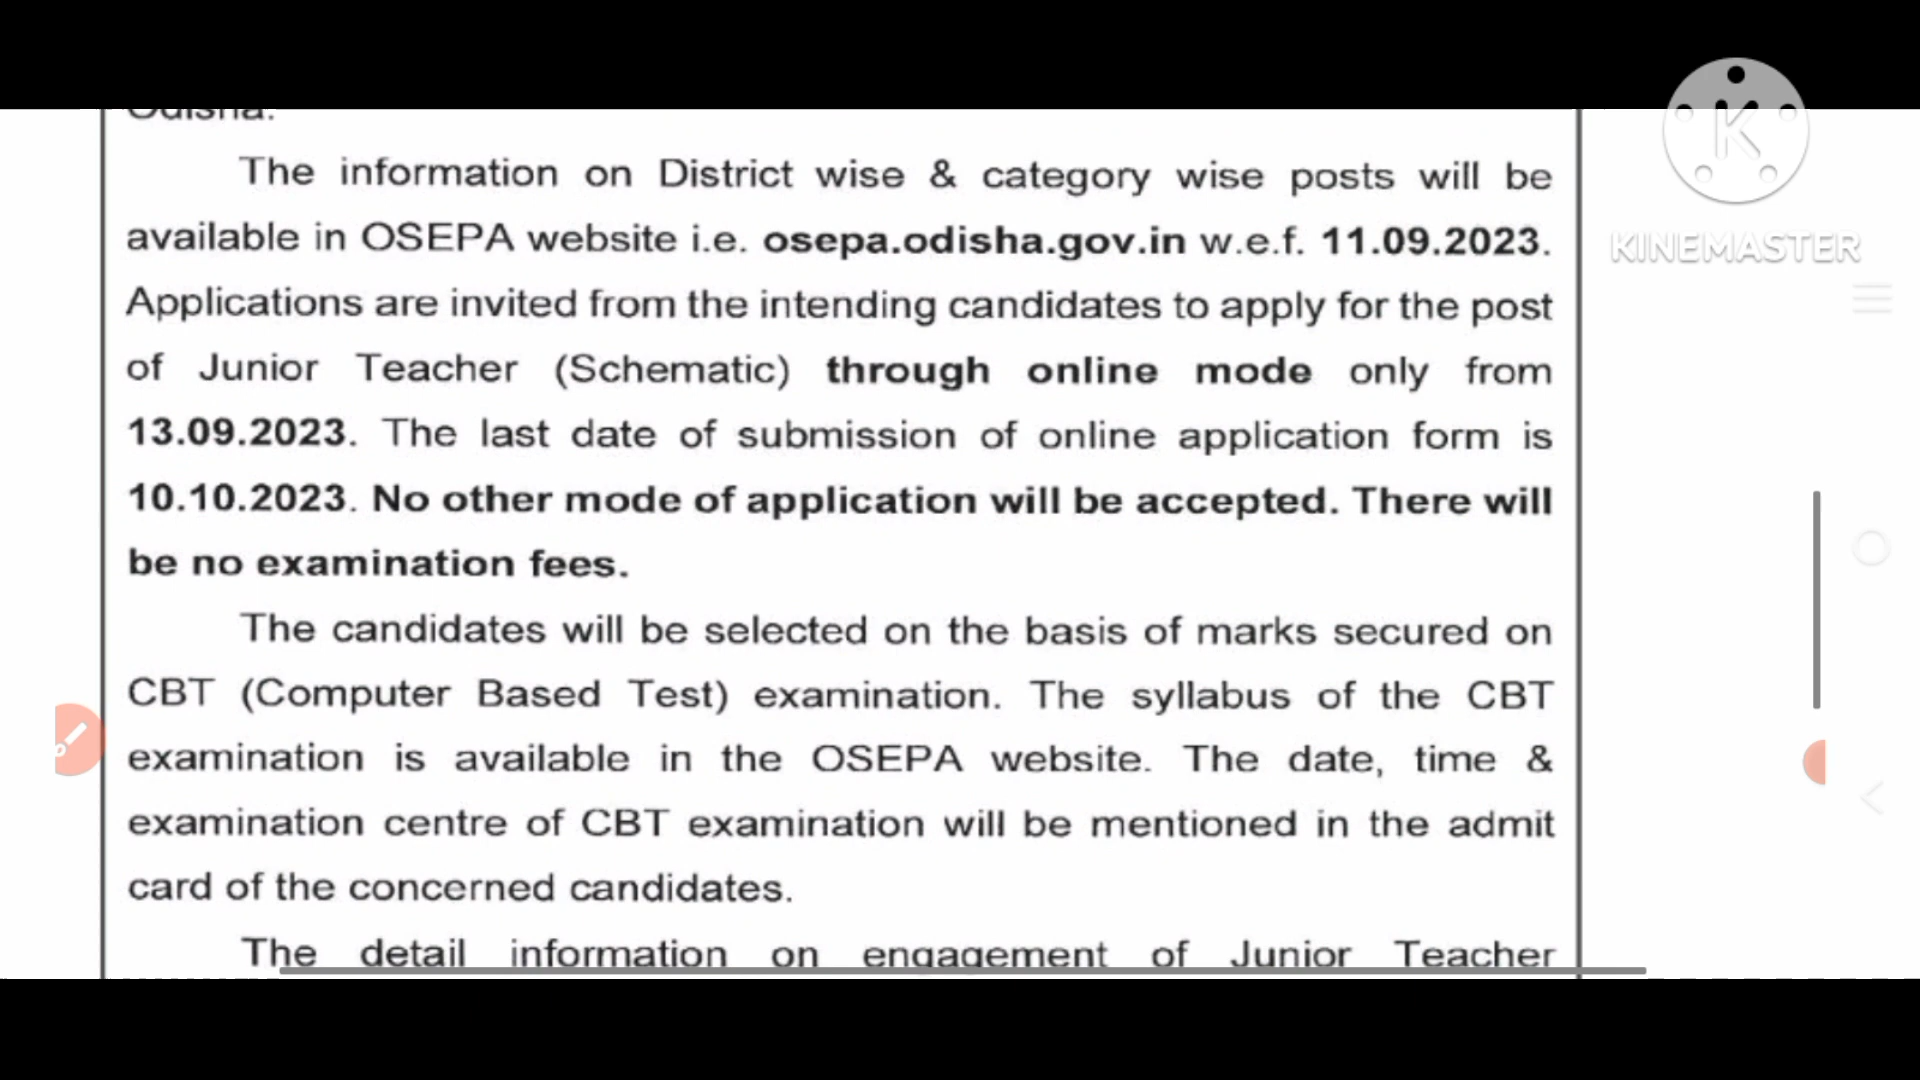 Odisha.
The information on District wise & category wise posts will be
available in OSEPA website i.e. osepa.odisha.gov.in w.e.f. 11.09.2023.
Applications are invited from the intending candidates to apply for the post
of Junior Teacher (Schematic) through online mode only from
13.09.2023. The last date of submission of online application form is
10.10.2023. No other mode of application will be accepted. There will
be no examination fees.
The candidates will be selected on the basis of marks secured on
CBT (Computer Based Test) examination. The syllabus of the CBT
examination is available in the OSEPA website. The date, time &
examination centre of CBT examination will be mentioned in the admit
card of the concerned candidates.
The detail information on engagement of Junior Teacher
K
KINEMASTER